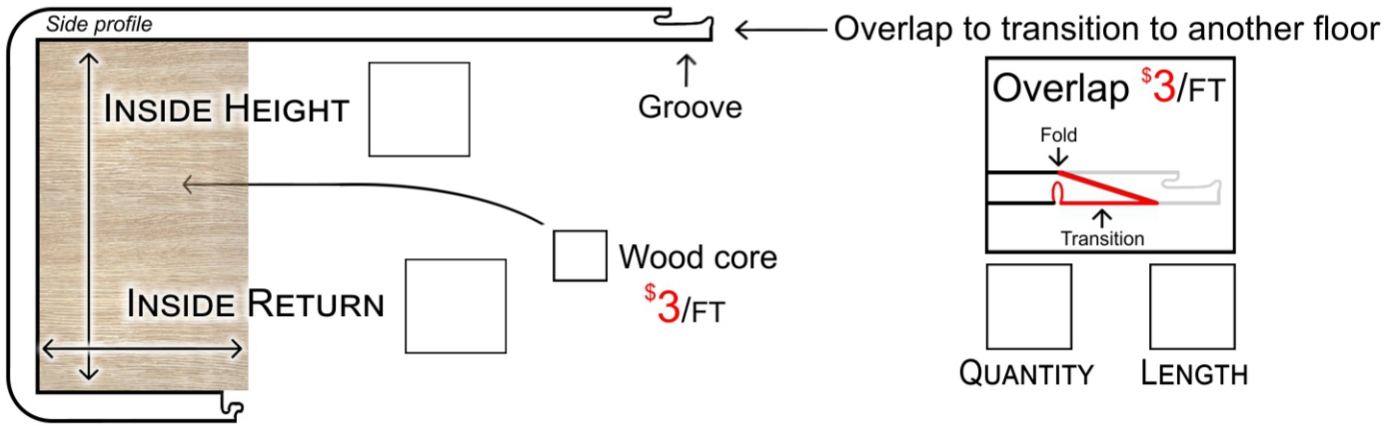 Side profile
Overlap to transition to another floor
Groove
INSIDE HEIGHT
Wood core
$3/FT
INSIDE RETURN
Overlap $3/FT
Fold
Transition
QUANTITY
LENGTH